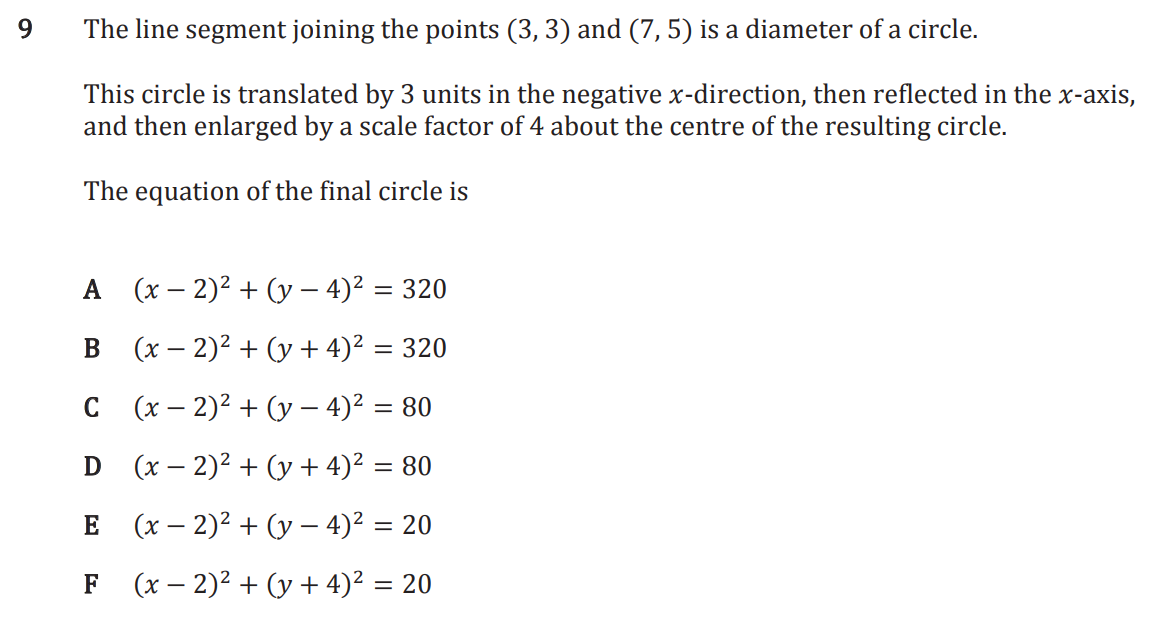 9 The line segment joining the points (3, 3) and (7, 5) is a diameter of a circle.
This circle is translated by 3 units in the negative x-direction, then reflected in the x-axis,
and then enlarged by a scale factor of 4 about the centre of the resulting circle.
The equation of the final circle is
A (x − 2)² + (y − 4)² = 320
B (x − 2)² + (y + 4)² = 320
C (x − 2)² + (y − 4)² = 80
D (x − 2)² + (y + 4)² = 80
E (x − 2)² + (y − 4)² = 20
F (x − 2)² + (y + 4)² = 20